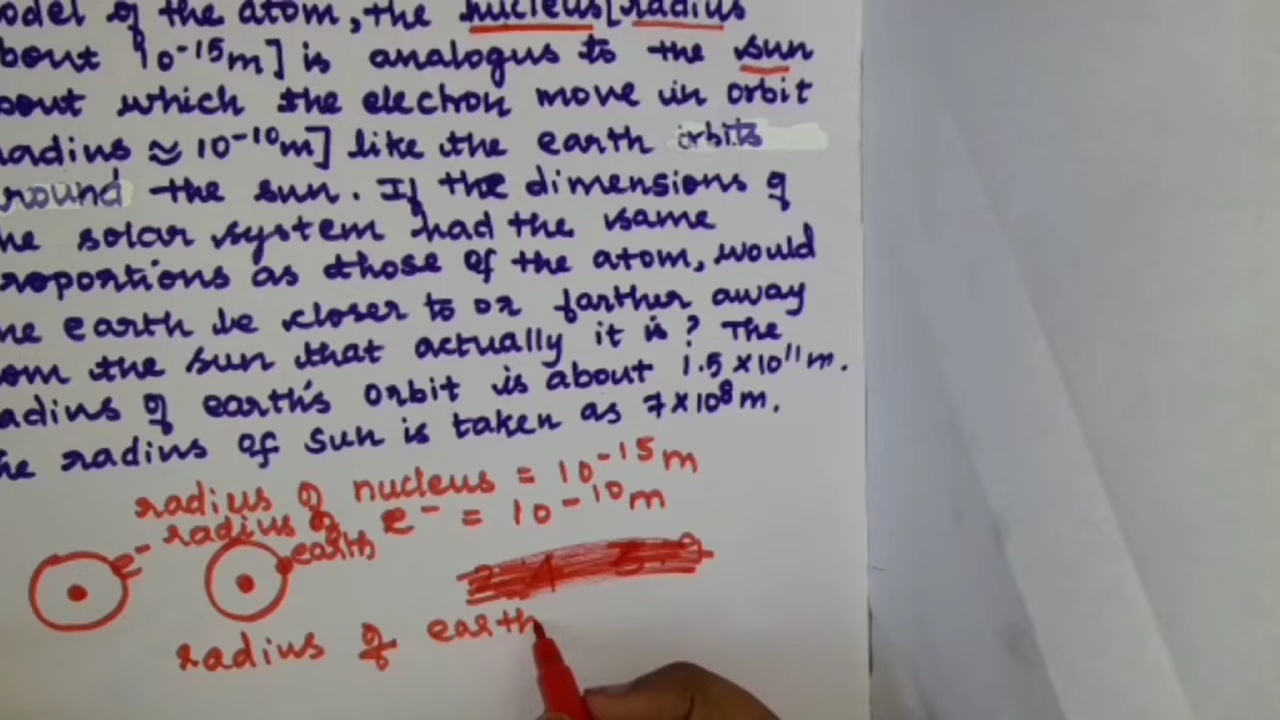 odel of the atom, the nucleus [radius
bout 10-15m] is analogus to the sun
bout which the electron move in orbit
radius ≈ 10-10m] like the earth orbits
round the sun. If the dimensions of
he solar system had the same
roportions as those of the atom, would
he earth be closer to or farther away
om the sun that actually it is? The
adius of earth's orbit is about 1.5×10¹¹m.
he radius of sun is taken as 7×10⁸m.
radius of nucleus = 10-15m
radius of e- = 10-10m
e- earth
radius of earth